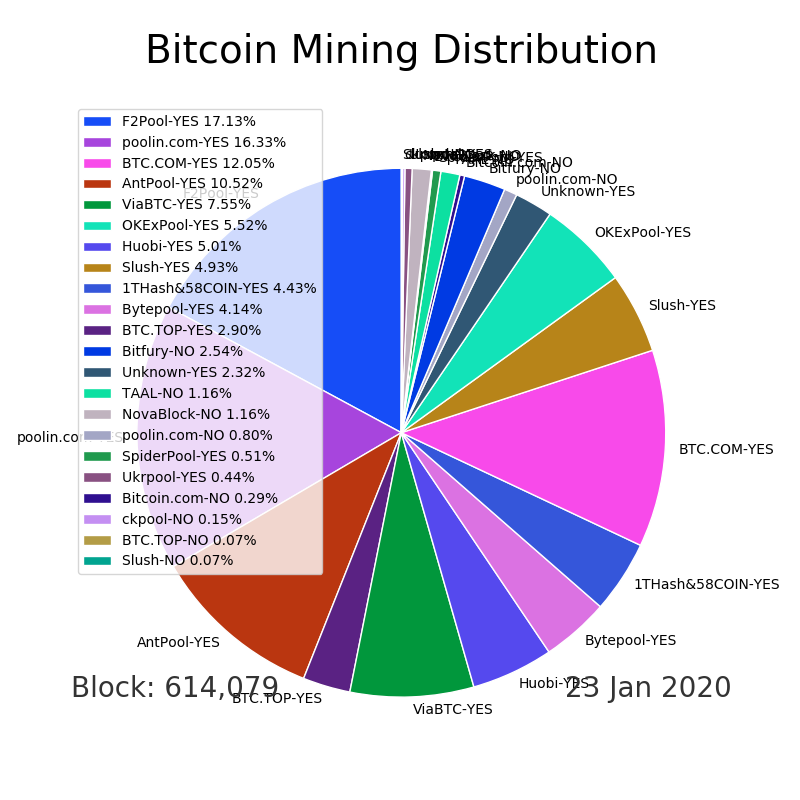 Bitcoin Mining Distribution
F2Pool-YES 17.13%
poolin.com-YES 16.33%
BTC.COM-YES 12.05%
AntPool-YES 10.52%
ViaBTC-YES 7.55%
OKExPool-YES 5.52%
Huobi-YES 5.01%
Slush-YES 4.93%
1THash&58COIN-YES 4.43%
Bytepool-YES 4.14%
BTC.TOP-YES 2.90%
Bitfury-NO 2.54%
Unknown-YES 2.32%
TAAL-NO 1.16%
NovaBlock-NO 1.16%
poolin.com-NO 0.80%
SpiderPool-YES 0.51%
Ukrpool-YES 0.44%
Bitcoin.com-NO 0.29%
ckpool-NO 0.15%
BTC.TOP-NO 0.07%
Slush-NO 0.07%
F2Pool-YES
Bitcoin.com-NO
Bitfury-NO
poolin.com-NO
Unknown-YES
OKExPool-YES
Slush-YES
BTC.COM-YES
1THash&58COIN-YES
Bytepool-YES
Huobi-YES
ViaBTC-YES
BTC.TOP-YES
AntPool-YES
poolin.com-YES
Block: 614,079
23 Jan 2020